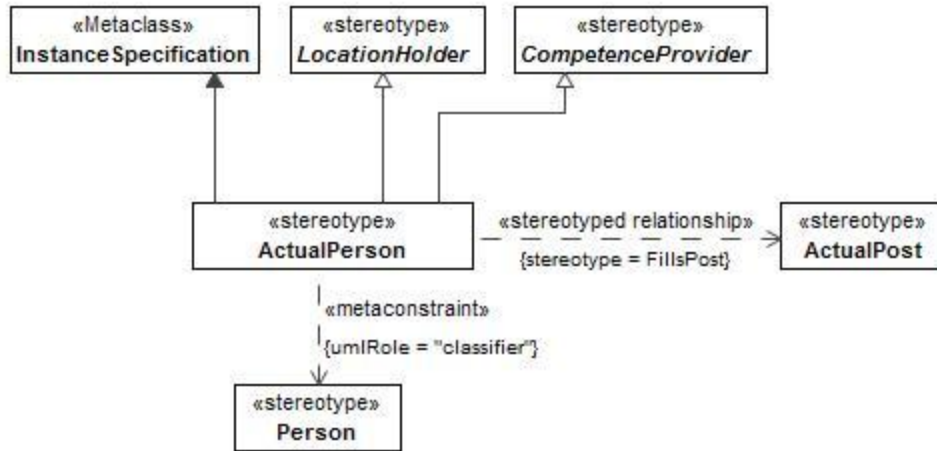 «Metaclass»
InstanceSpecification
«stereotype»
LocationHolder
«stereotype»
CompetenceProvider
«stereotype»
ActualPerson
«stereotyped relationship»
{stereotype = FillsPost}
«stereotype»
ActualPost
«metaconstraint»
{umlRole = "classifier"}
«stereotype»
Person